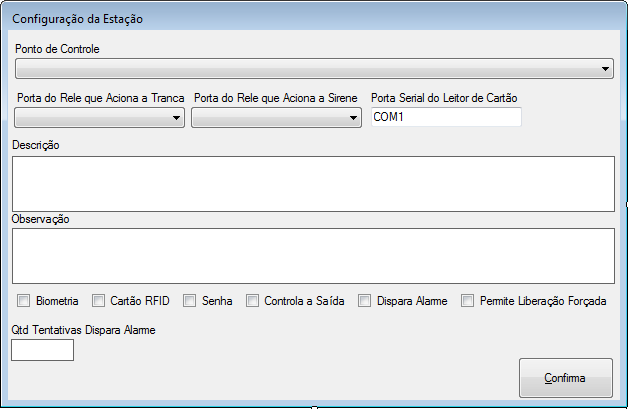 Configuração da Estação
Ponto de Controle
Porta do Rele que Aciona a Tranca Porta do Rele que Aciona a Sirene Porta Serial do Leitor de Cartão
COM1
Descrição
Observação
Biometria Cartão RFID Senha Controla a Saída Dispara Alarme Permite Liberação Forçada
Qtd Tentativas Dispara Alarme
Confirma